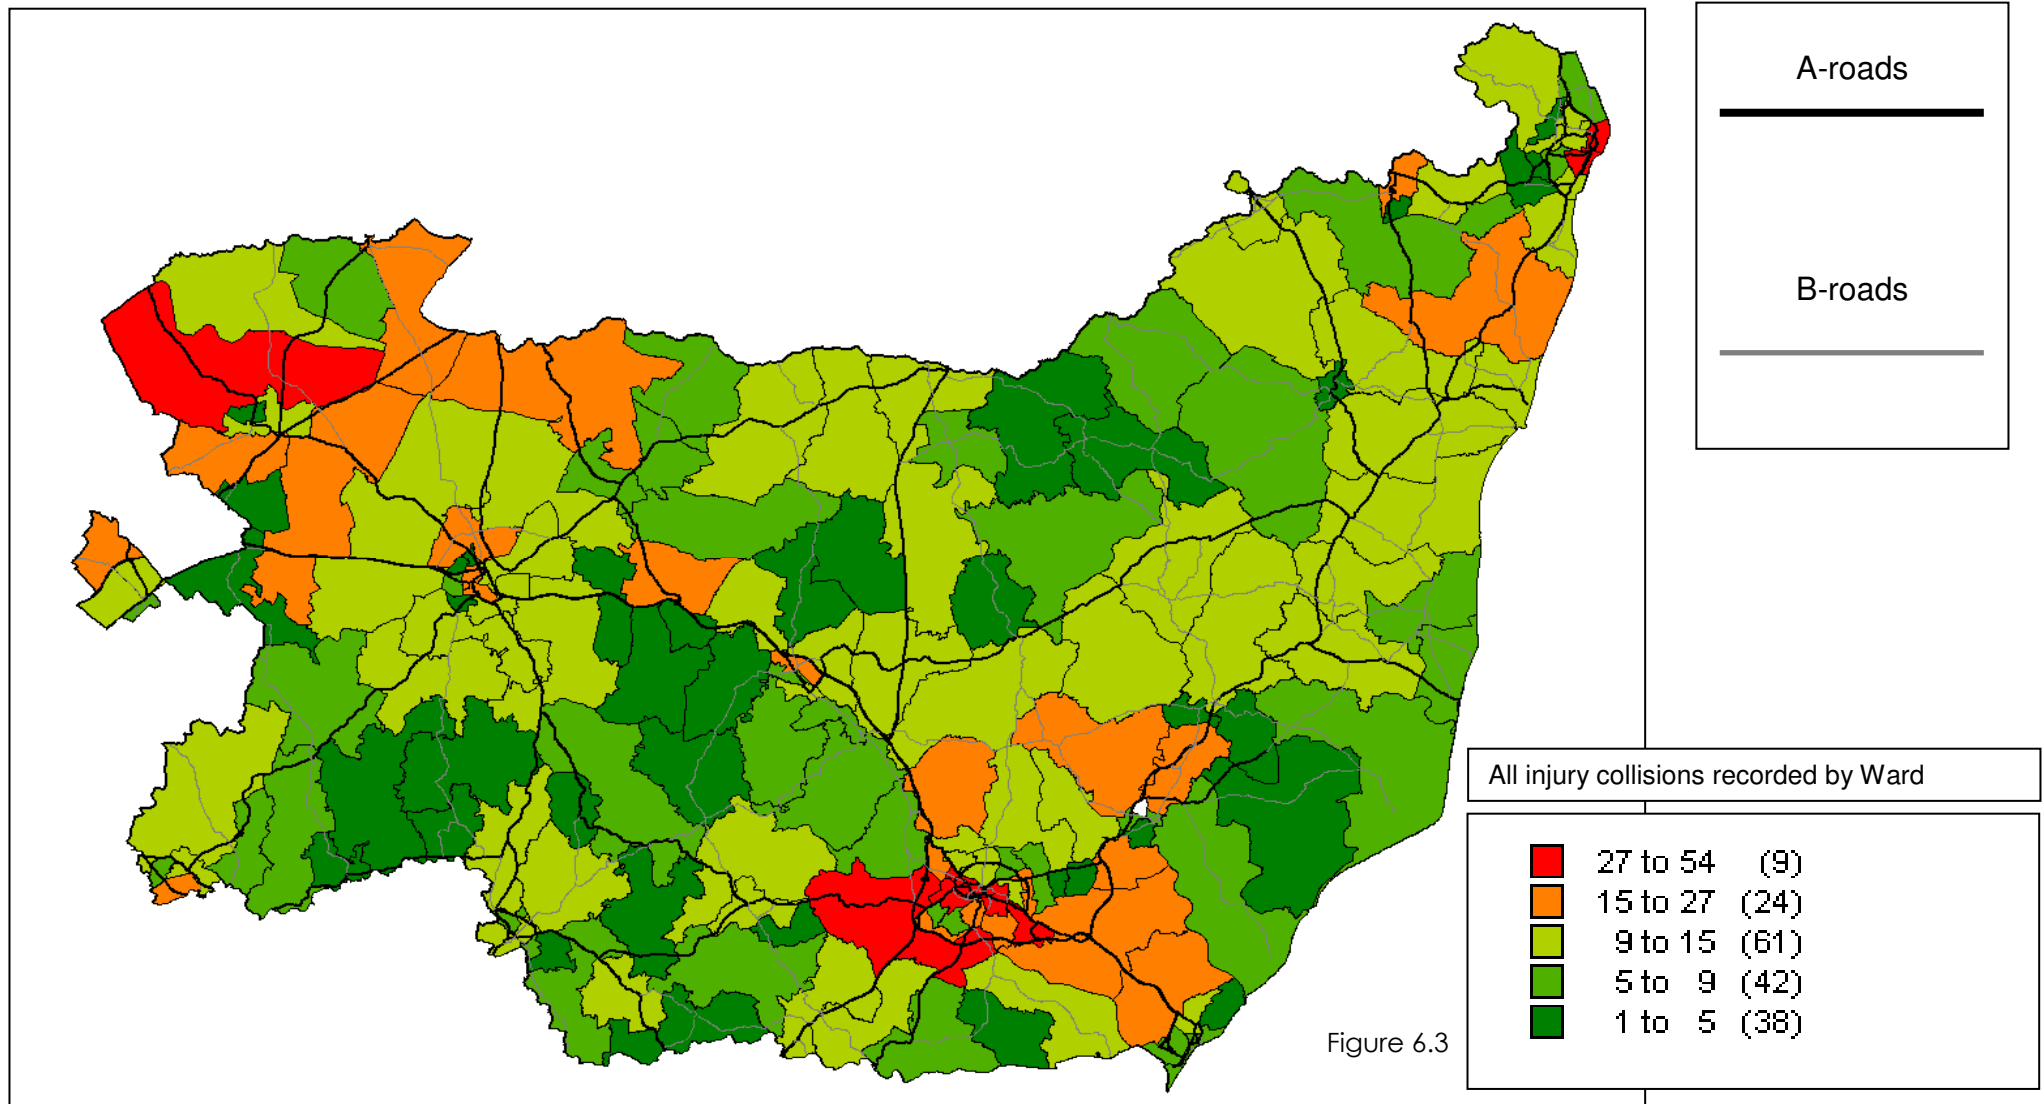 A-roads
B-roads
All injury collisions recorded by Ward
27 to 54 (9)
15 to 27 (24)
9 to 15 (61)
5 to 9 (42)
1 to 5 (38)
Figure 6.3